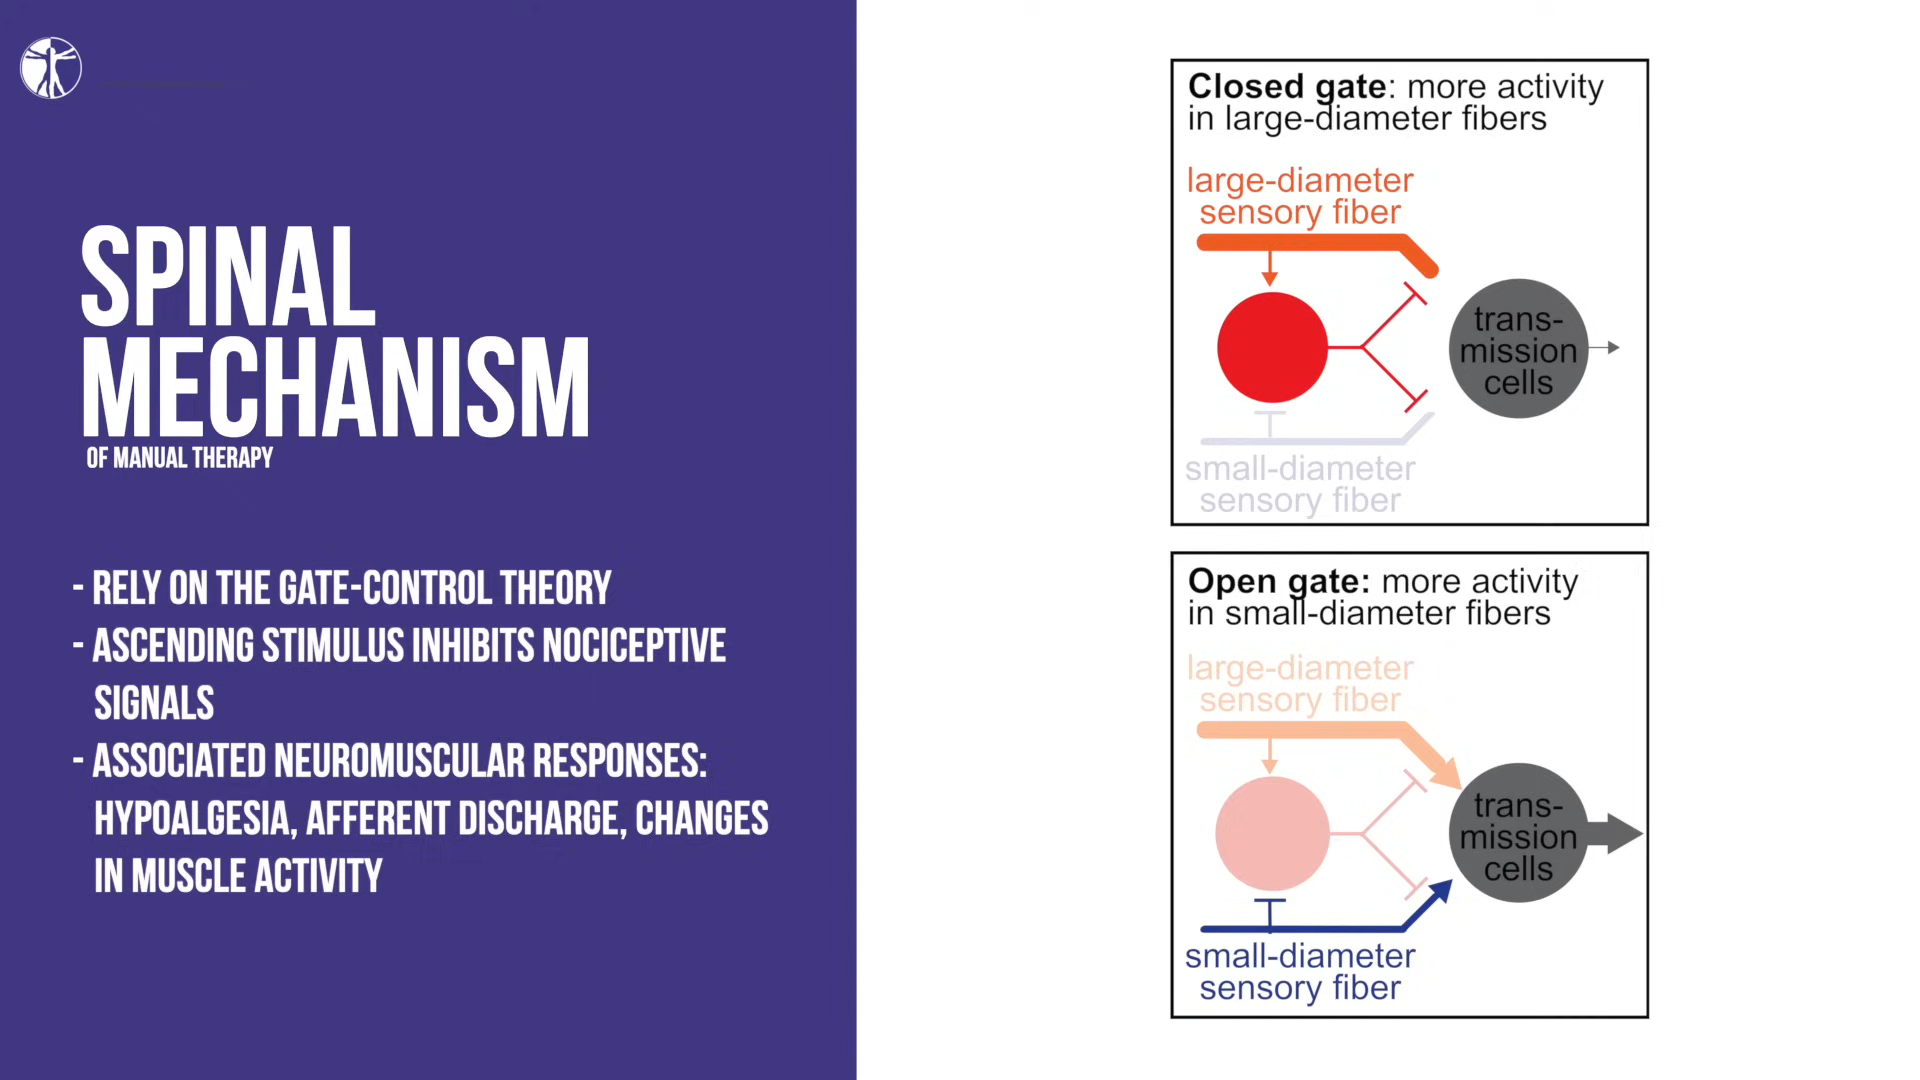 SPINAL
MECHANISM
OF MANUAL THERAPY
- RELY ON THE GATE-CONTROL THEORY
- ASCENDING STIMULUS INHIBITS NOCICEPTIVE
SIGNALS
- ASSOCIATED NEUROMUSCULAR RESPONSES:
HYPOALGESIA, AFFERENT DISCHARGE, CHANGES
IN MUSCLE ACTIVITY
Closed gate: more activity
in large-diameter fibers
large-diameter
sensory fiber
trans-
mission
cells
small-diameter
sensory fiber
Open gate: more activity
in small-diameter fibers
large-diameter
sensory fiber
trans-
mission
cells
small-diameter
sensory fiber